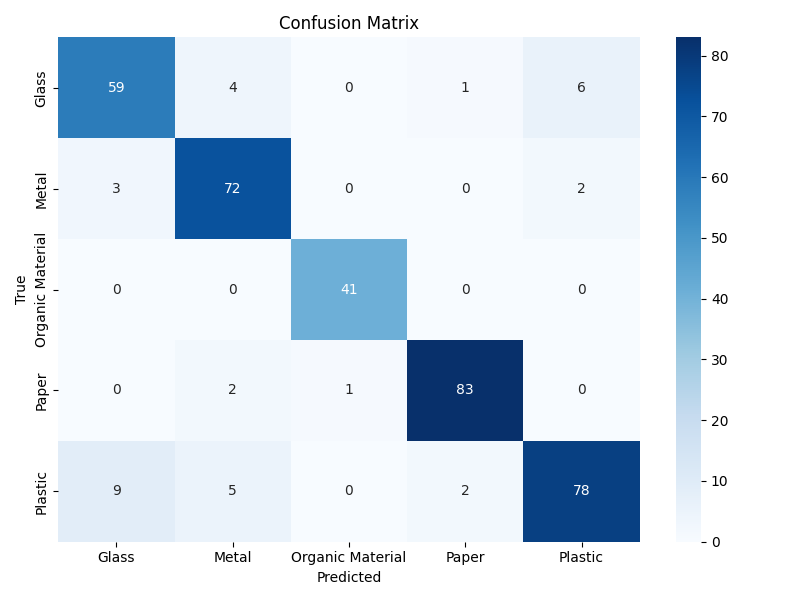 Confusion Matrix
Glass
59 4 0 1 6
80
70
Metal
3 72 0 0 2
60
50
True
Organic Material
0 0 41 0 0
40
30
Paper
0 2 1 83 0
20
Plastic
9 5 0 2 78
10
0
Glass Metal Organic Material Paper Plastic
Predicted